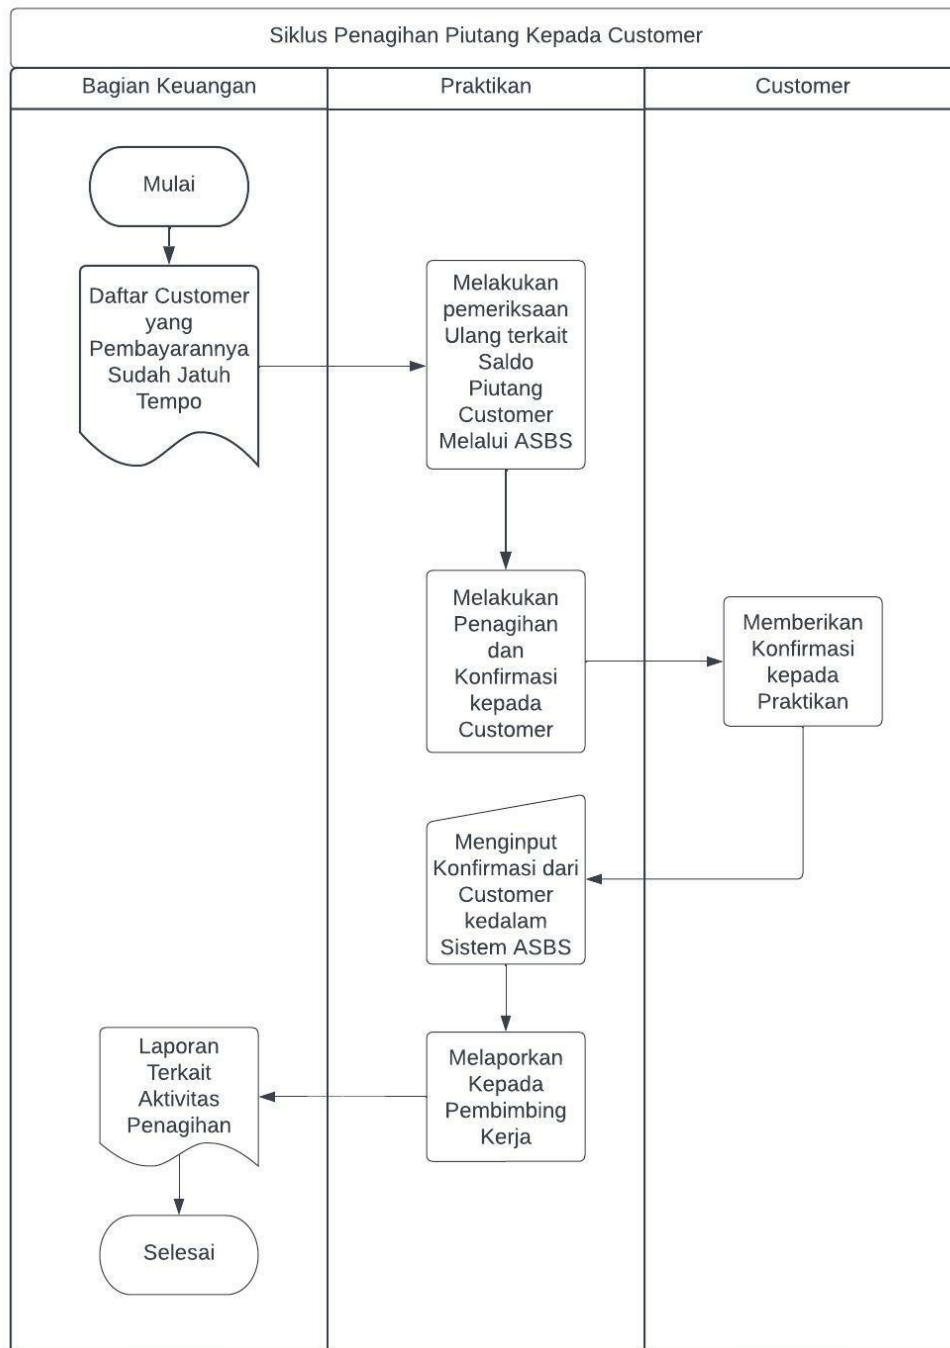 Siklus Penagihan Piutang Kepada Customer
Bagian Keuangan
Praktikan
Customer
Mulai
Daftar Customer
yang
Pembayarannya
Sudah Jatuh
Tempo
Melakukan
pemeriksaan
Ulang terkait
Saldo
Piutang
Customer
Melalui ASBS
Melakukan
Penagihan
dan
Konfirmasi
kepada
Customer
Memberikan
Konfirmasi
kepada
Praktikan
Menginput
Konfirmasi dari
Customer
kedalam
Sistem ASBS
Melaporkan
Kepada
Pembimbing
Kerja
Laporan
Terkait
Aktivitas
Penagihan
Selesai